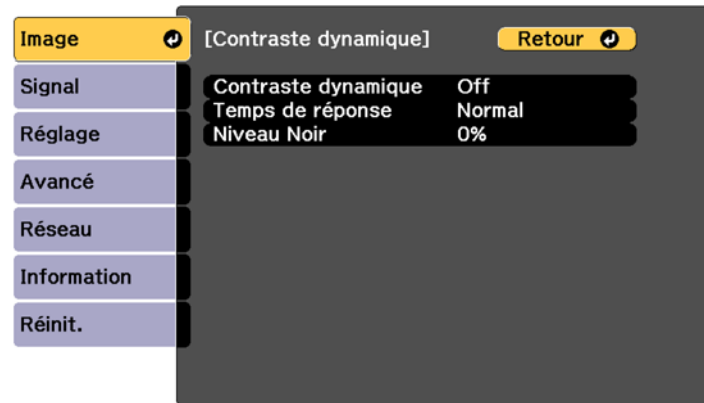 Image
Signal
Réglage
Avancé
Réseau
Information
Réinit.
[Contraste dynamique] Retour
Contraste dynamique Off
Temps de réponse Normal
Niveau Noir 0%